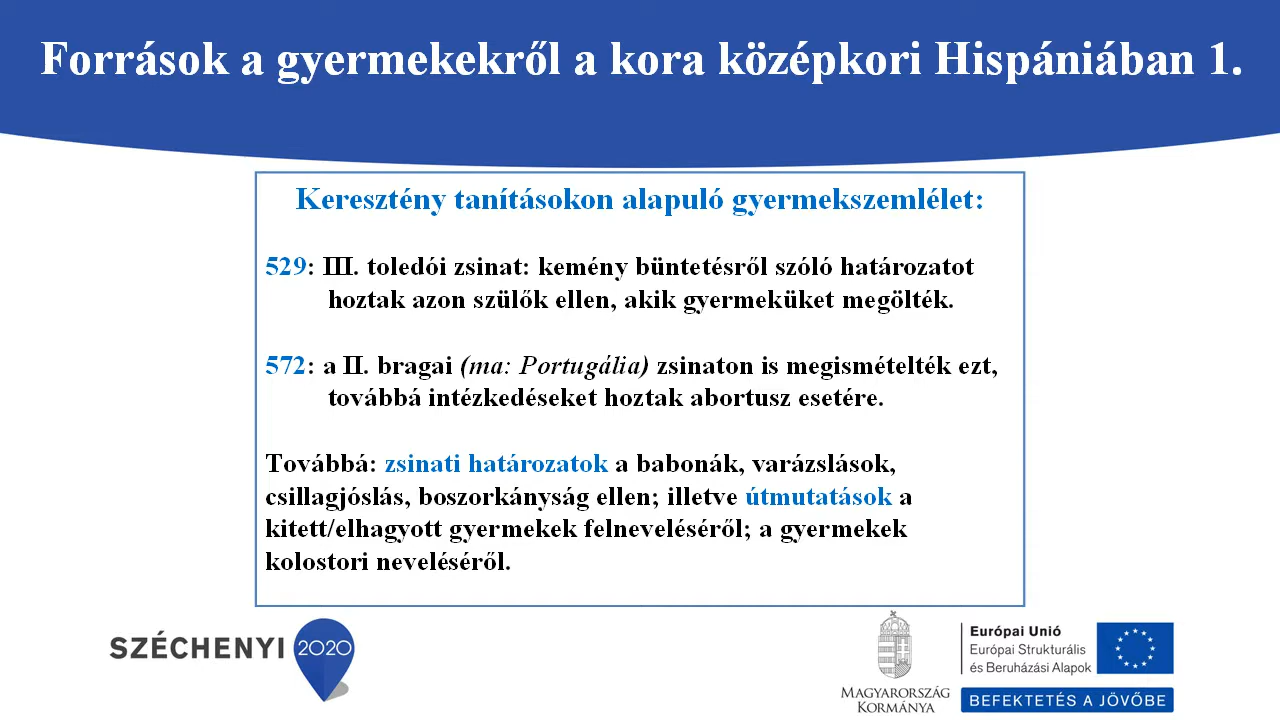 Források a gyermekekről a kora középkori Hispániában 1.
Keresztény tanításokon alapuló gyermekszemlélet:
529: III. toledói zsinat: kemény büntetésről szóló határozatot
hoztak azon szülők ellen, akik gyermeküket megölték.
572: a II. bragai (ma: Portugália) zsinaton is megismételték ezt,
továbbá intézkedéseket hoztak abortusz esetére.
Továbbá: zsinati határozatok a babonák, varázslások,
csillagjóslás, boszorkányság ellen; illetve útmutatások a
kitett/elhagyott gyermekek felneveléséről; a gyermekek
kolostori neveléséről.
SZÉCHENYI 2020
MAGYARORSZÁG
KORMÁNYA
Európai Unió
Európai Strukturális
és Beruházási Alapok
BEFEKTETÉS A JÖVŐBE